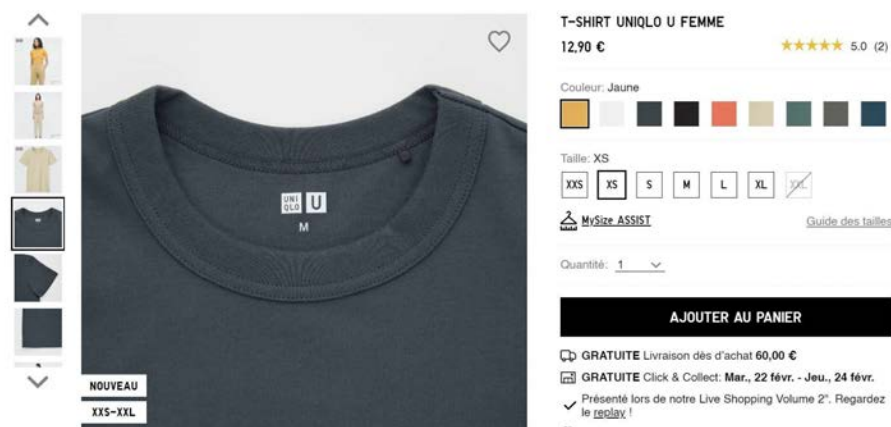 UNI
QLO U
M
NOUVEAU
XXS-XXL
T-SHIRT UNIQLO U FEMME
12,90 €
5.0 (2)
Couleur: Jaune
Taille: XS
XXS XS S M L XL XXL
MySize ASSIST
Guide des tailles
Quantité: 1
AJOUTER AU PANIER
GRATUITE Livraison dès d'achat 60,00 €
GRATUITE Click & Collect: Mar., 22 févr. - Jeu., 24 févr.
Présenté lors de notre Live Shopping Volume 2". Regardez
le replay !